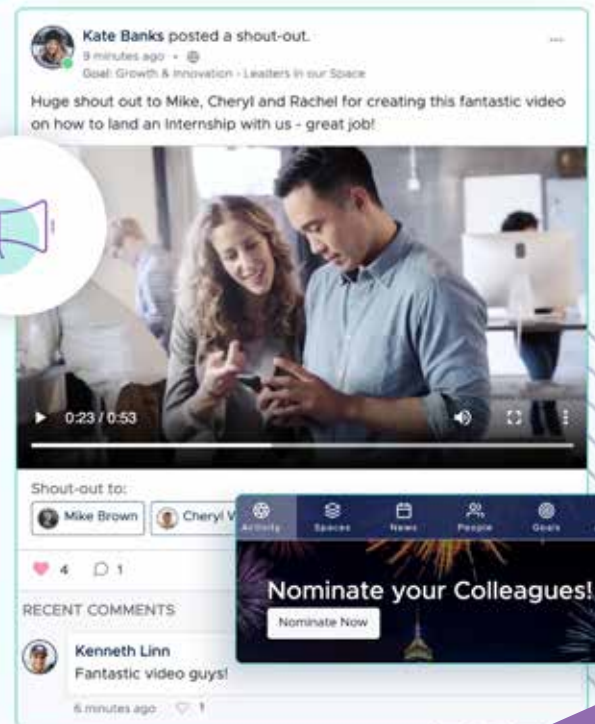 Kate Banks posted a shout-out.
9 minutes ago
Goal: Growth & Innovation - Leaders in our Space
Huge shout out to Mike, Cheryl and Rachel for creating this fantastic video
on how to land an Internship with us - great job!
0:23 / 0:53
Shout-out to:
Mike Brown
Cheryl
Activity
Spaces
News
People
Goals
4
1
Nominate your Colleagues!
Nominate Now
RECENT COMMENTS
Kenneth Linn
Fantastic video guys!
6 minutes ago
1